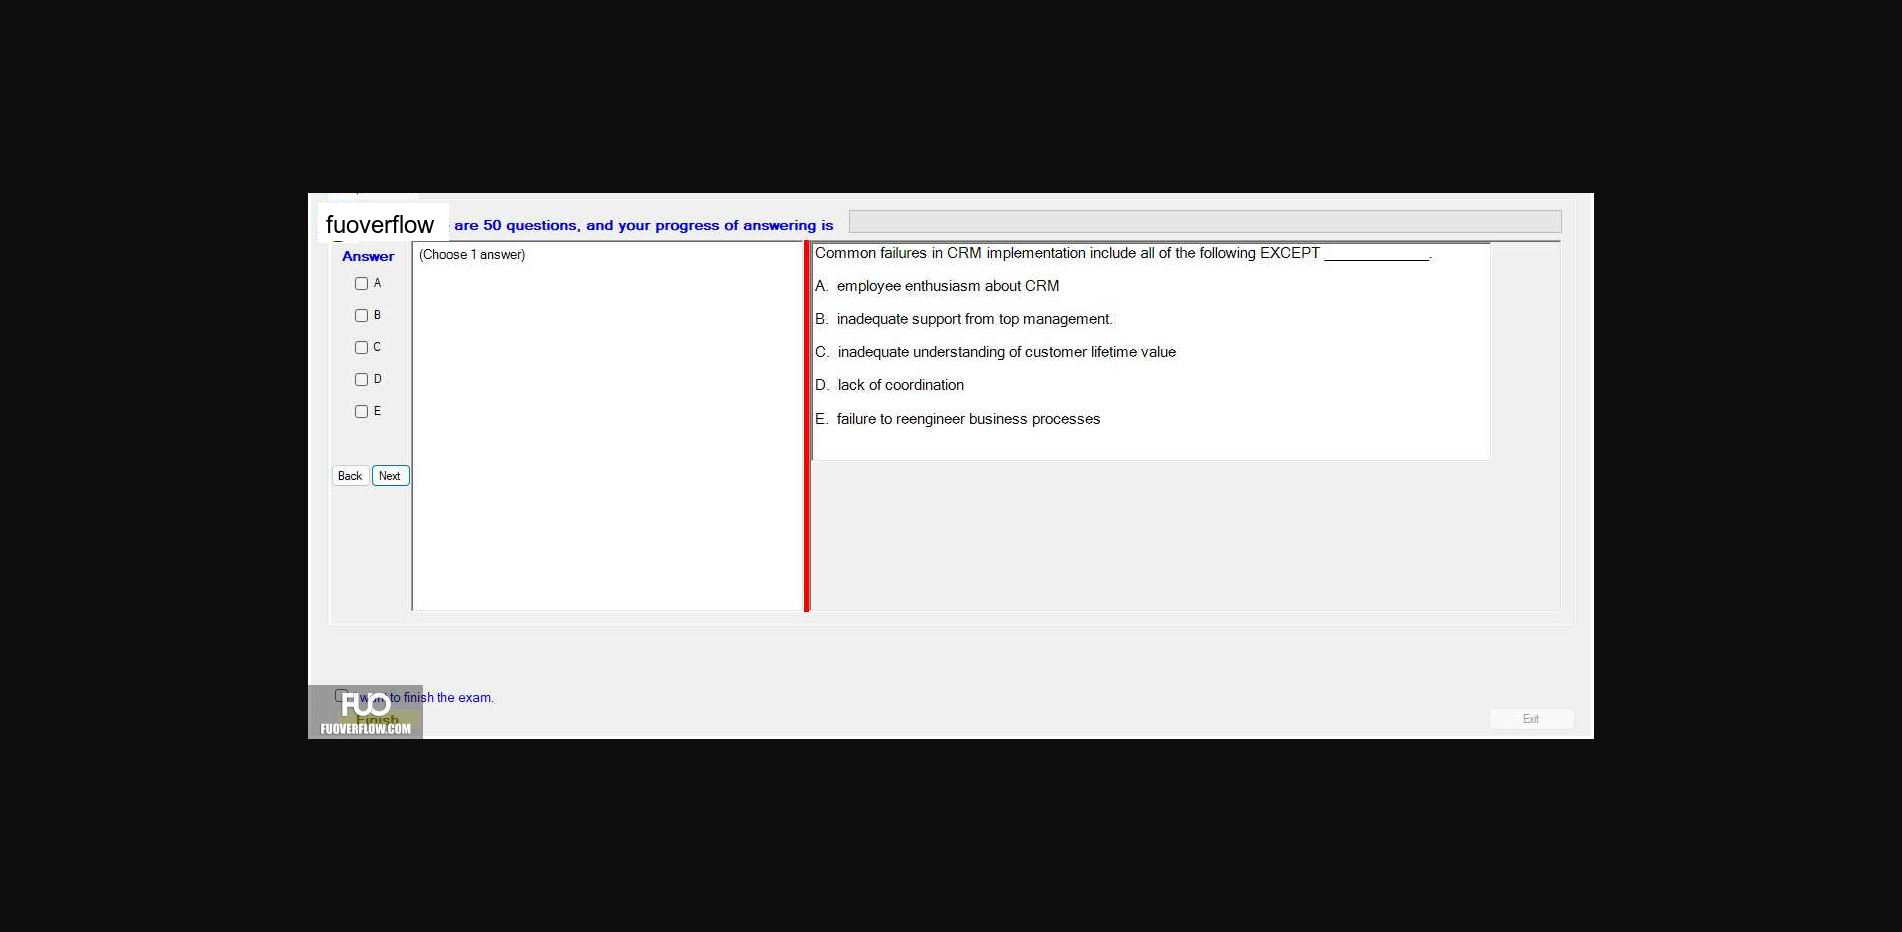 fuoverflow are 50 questions, and your progress of answering is
Answer
(Choose 1 answer)
A
B
C
D
E
Back Next
Common failures in CRM implementation include all of the following EXCEPT _____________.
A. employee enthusiasm about CRM
B. inadequate support from top management.
C. inadequate understanding of customer lifetime value
D. lack of coordination
E. failure to reengineer business processes
want to finish the exam.
FUO
Finish
FUOVERFLOW.COM
Exit